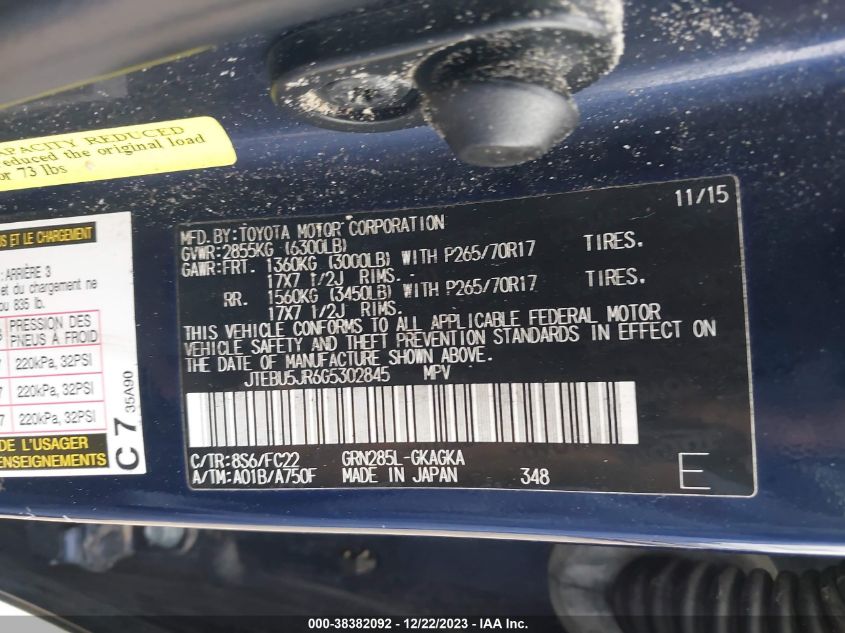 CAPACITY REDUCED
reduced the original load
or 73 lbs
US ET LE CHARGEMENT
: ARRIÈRE 3
et du chargement ne
ou 835 lb.
PRESSION DES
PNEUS À FROID
220kPa, 32PSI
220kPa, 32PSI
220kPa, 32PSI
DE L'USAGER
ENSEIGNEMENTS
C 7 35A90
11/15
MFD.BY:TOYOTA MOTOR CORPORATION
GVWR:2855KG (6300LB)
GAWR:FRT. 1360KG (3000LB) WITH P265/70R17 TIRES.
17X7 1/2J RIMS.
RR. 1560KG (3450LB) WITH P265/70R17 TIRES.
17X7 1/2J RIMS.
THIS VEHICLE CONFORMS TO ALL APPLICABLE FEDERAL MOTOR
VEHICLE SAFETY AND THEFT PREVENTION STANDARDS IN EFFECT ON
THE DATE OF MANUFACTURE SHOWN ABOVE.
JTEBU5JR6G5302845 MPV
C/TR:8S6/FC22 GRN285L-GKAGKA
A/TM:A01B/A750F MADE IN JAPAN 348 E
000-38382092 - 12/22/2023 - IAA Inc.